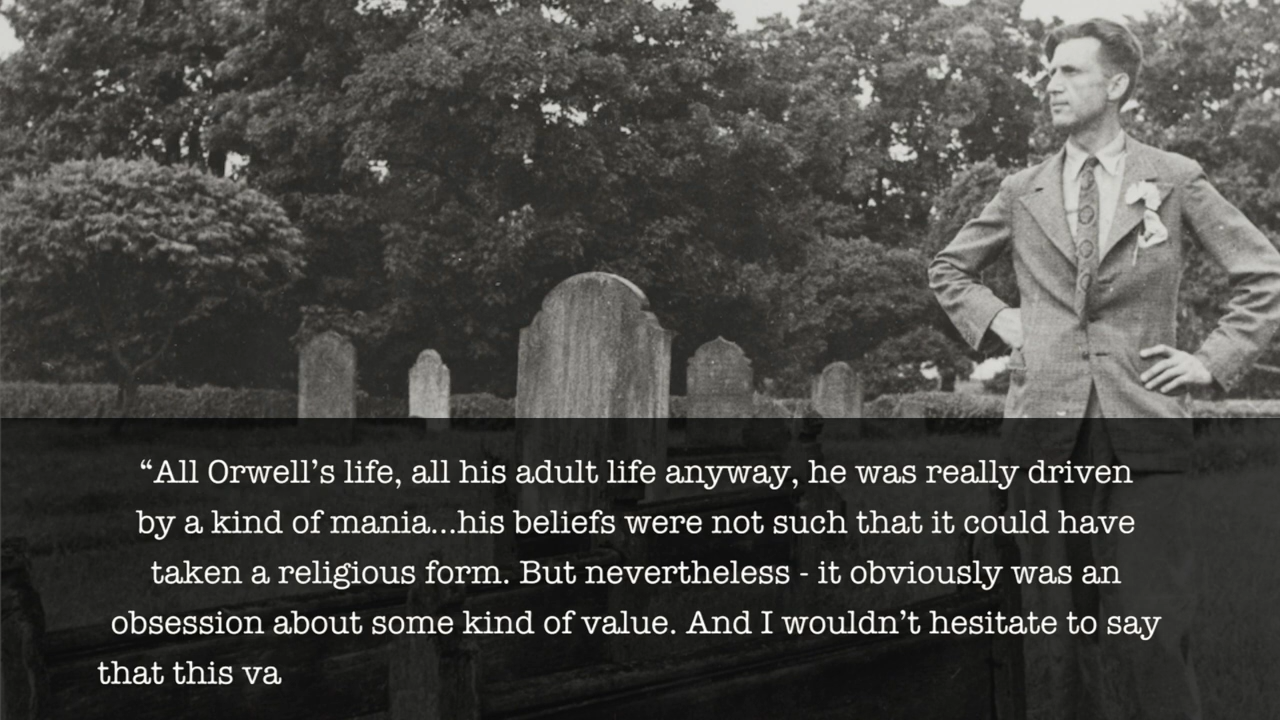 “All Orwell’s life, all his adult life anyway, he was really driven
by a kind of mania...his beliefs were not such that it could have
taken a religious form. But nevertheless - it obviously was an
obsession about some kind of value. And I wouldn’t hesitate to say
that this va